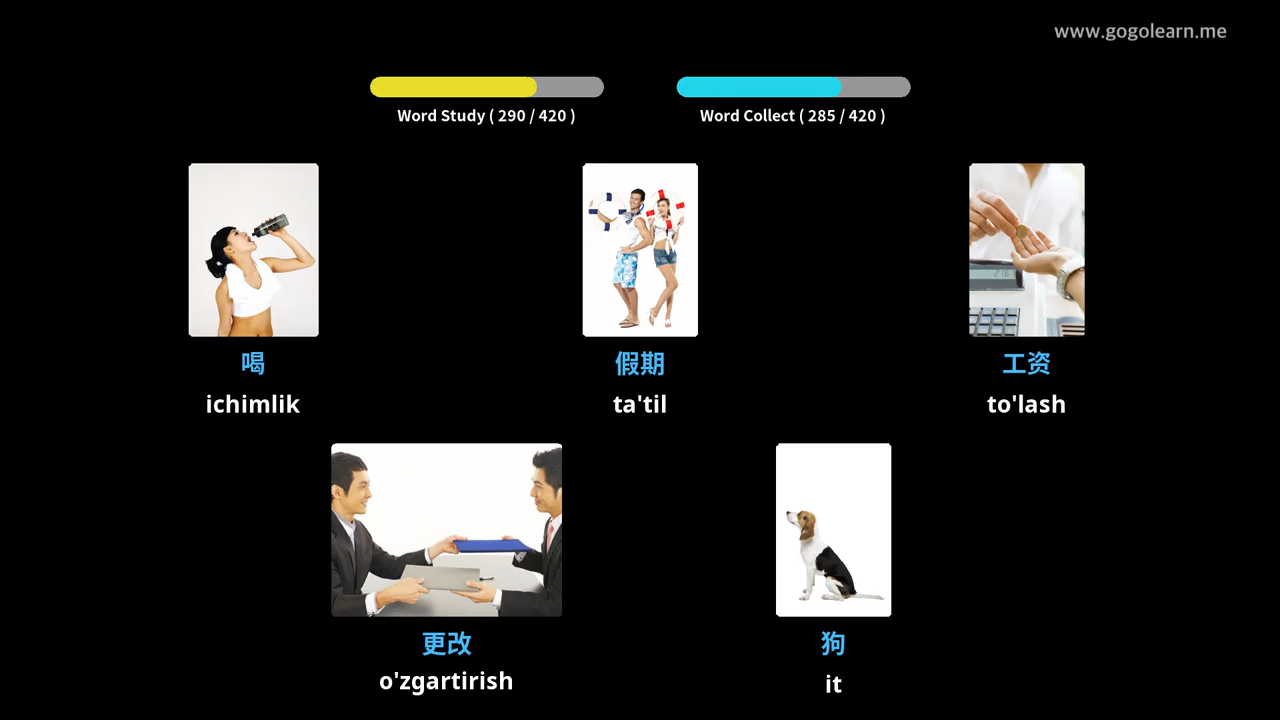 www.gogolearn.me
Word Study ( 290 / 420 )
Word Collect ( 285 / 420 )
喝
假期
工资
ichimlik
ta'til
to'lash
更改
狗
o'zgartirish
it